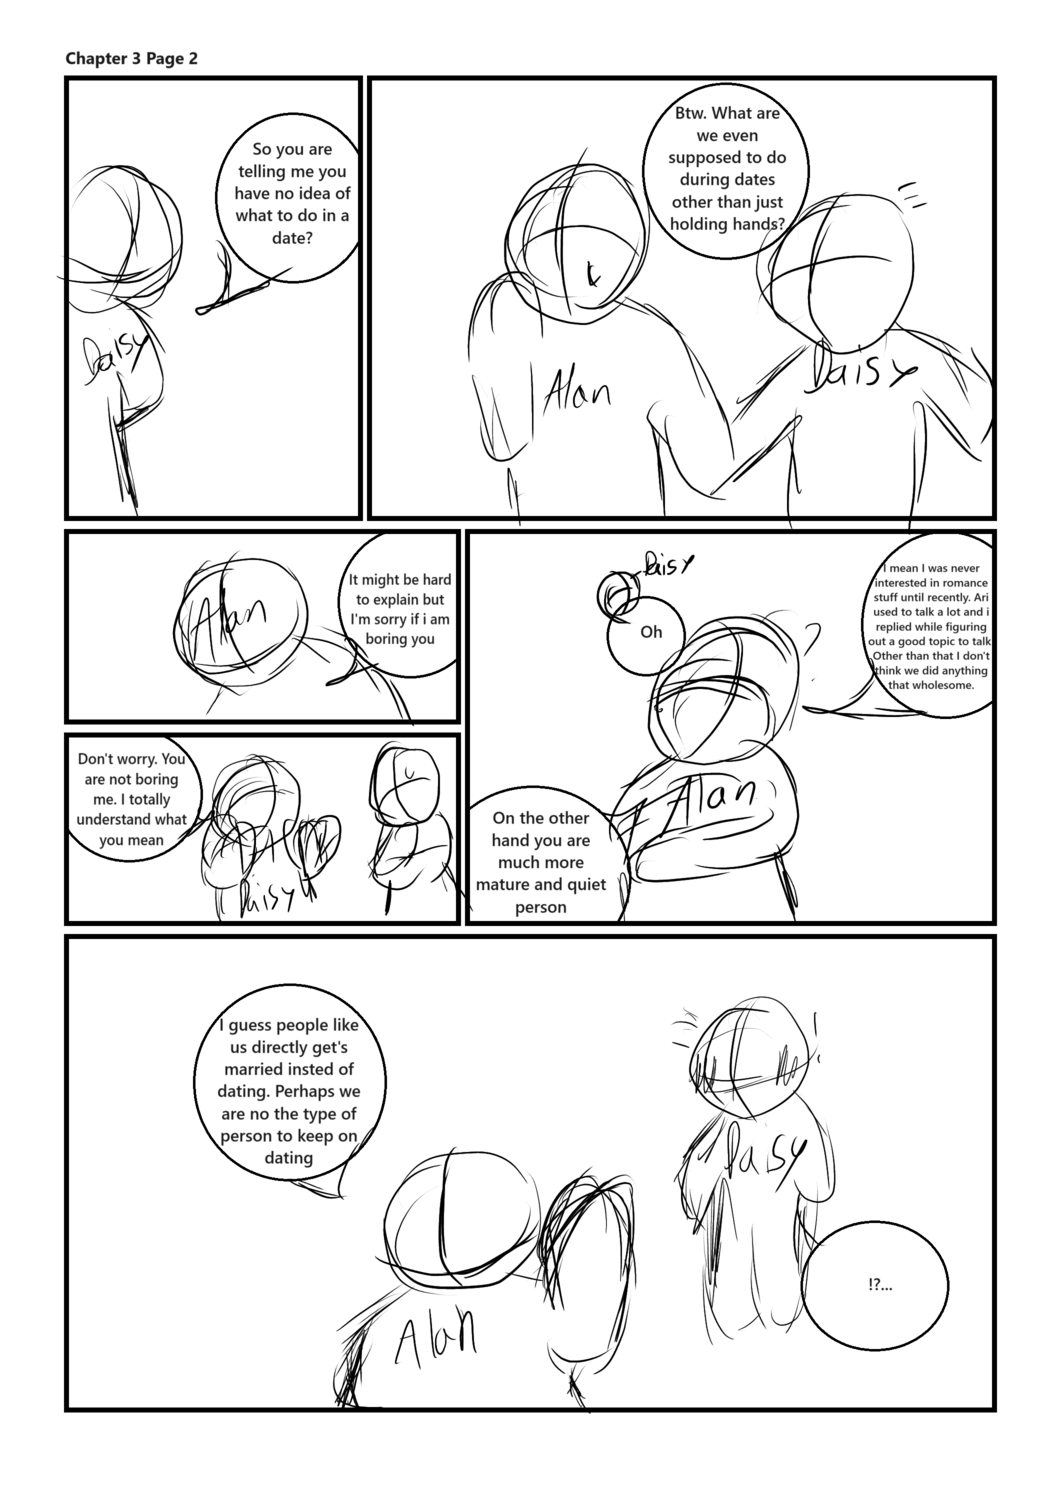 Chapter 3 Page 2
Btw. What are
we even
supposed to do
during dates
other than just
holding hands?
Daisy
Alan
So you are
telling me you
have no idea of
what to do in a
date?
Daisy
I mean I was never
interested in romance
stuff until recently. Ari
used to talk a lot and i
replied while figuring
out a good topic to talk
Other than that I don't
think we did anything
that wholesome.
Daisy
Oh
?
Alan
On the other
hand you are
much more
mature and quiet
person
It might be hard
to explain but
I'm sorry if i am
boring you
Alan
Don't worry. You
are not boring
me. I totally
understand what
you mean
Daisy
I guess people like
us directly get's
married insted of
dating. Perhaps we
are no the type of
person to keep on
dating
Alan
!
Daisy
!?...